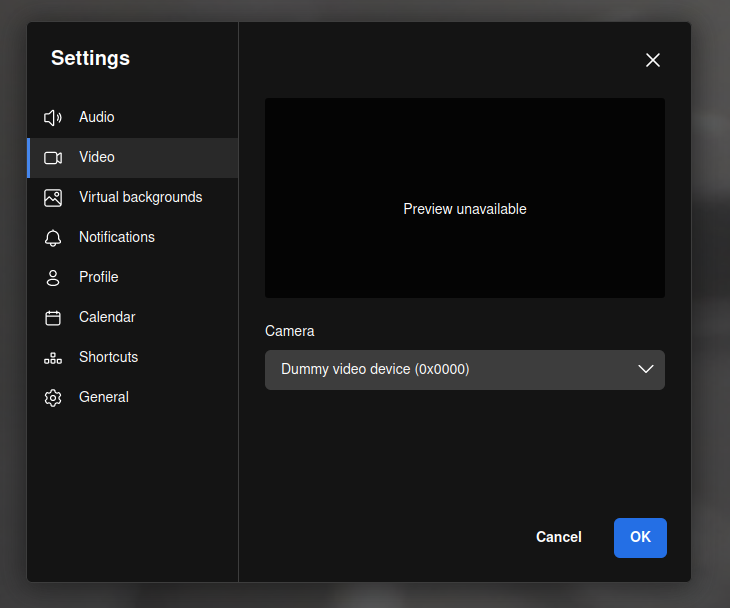 Settings
Audio
Video
Virtual backgrounds
Notifications
Profile
Calendar
Shortcuts
General
Preview unavailable
Camera
Dummy video device (0x0000)
Cancel
OK